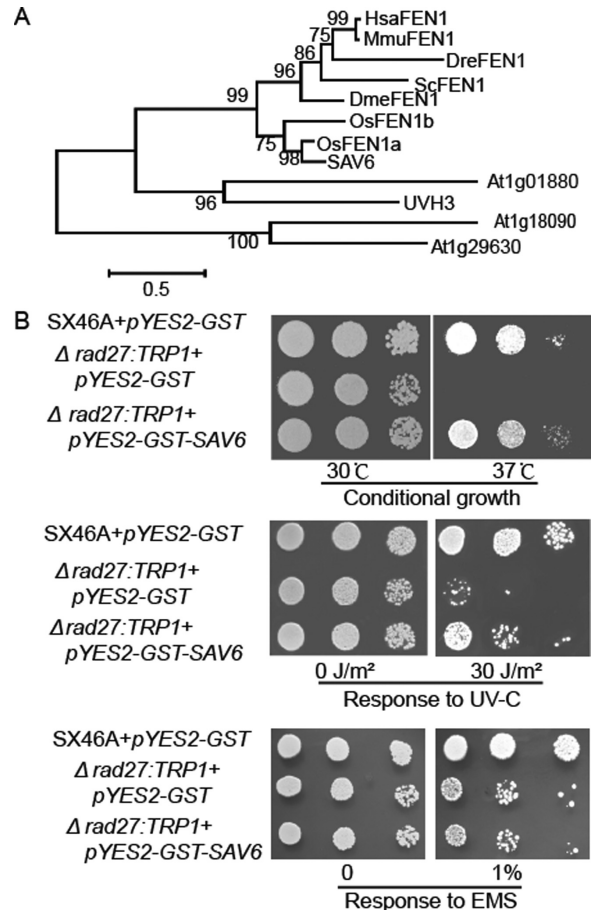 A
99
HsaFEN1
75
MmuFEN1
86
DreFEN1
96
ScFEN1
99
DmeFEN1
OsFEN1b
75
OsFEN1a
98
SAV6
At1g01880
96
UVH3
At1g18090
100
At1g29630
0.5
B
SX46A+pYES2-GST
Δ rad27:TRP1+
pYES2-GST
Δ rad27:TRP1+
pYES2-GST-SAV6
30℃ 37℃
Conditional growth
SX46A+pYES2-GST
Δrad27:TRP1+
pYES2-GST
Δrad27:TRP1+
pYES2-GST-SAV6
0 J/m² 30 J/m²
Response to UV-C
SX46A+pYES2-GST
Δ rad27:TRP1+
pYES2-GST
Δ rad27:TRP1+
pYES2-GST-SAV6
0 1%
Response to EMS